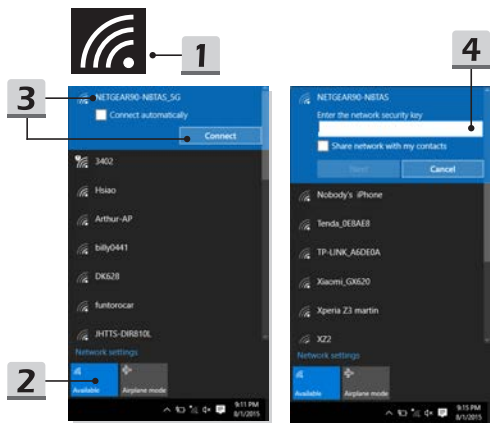 1
3
NETGEAR90-N8TAS_5G
Connect automatically
Connect
3402
Hsiao
Arthur-AP
billy0441
DK628
funtorocar
JHTTS-DIR810L
Network settings
2
Available
Airplane mode
9:11 PM
8/1/2015
4
NETGEAR90-N8TAS
Enter the network security key
Share network with my contacts
Next
Cancel
Nobody's iPhone
Tenda_0E8AE8
TP-LINK_A6DE0A
Xiaomi_GX620
Xperia Z3 martin
XZ2
Network settings
Available
Airplane mode
9:15 PM
8/1/2015